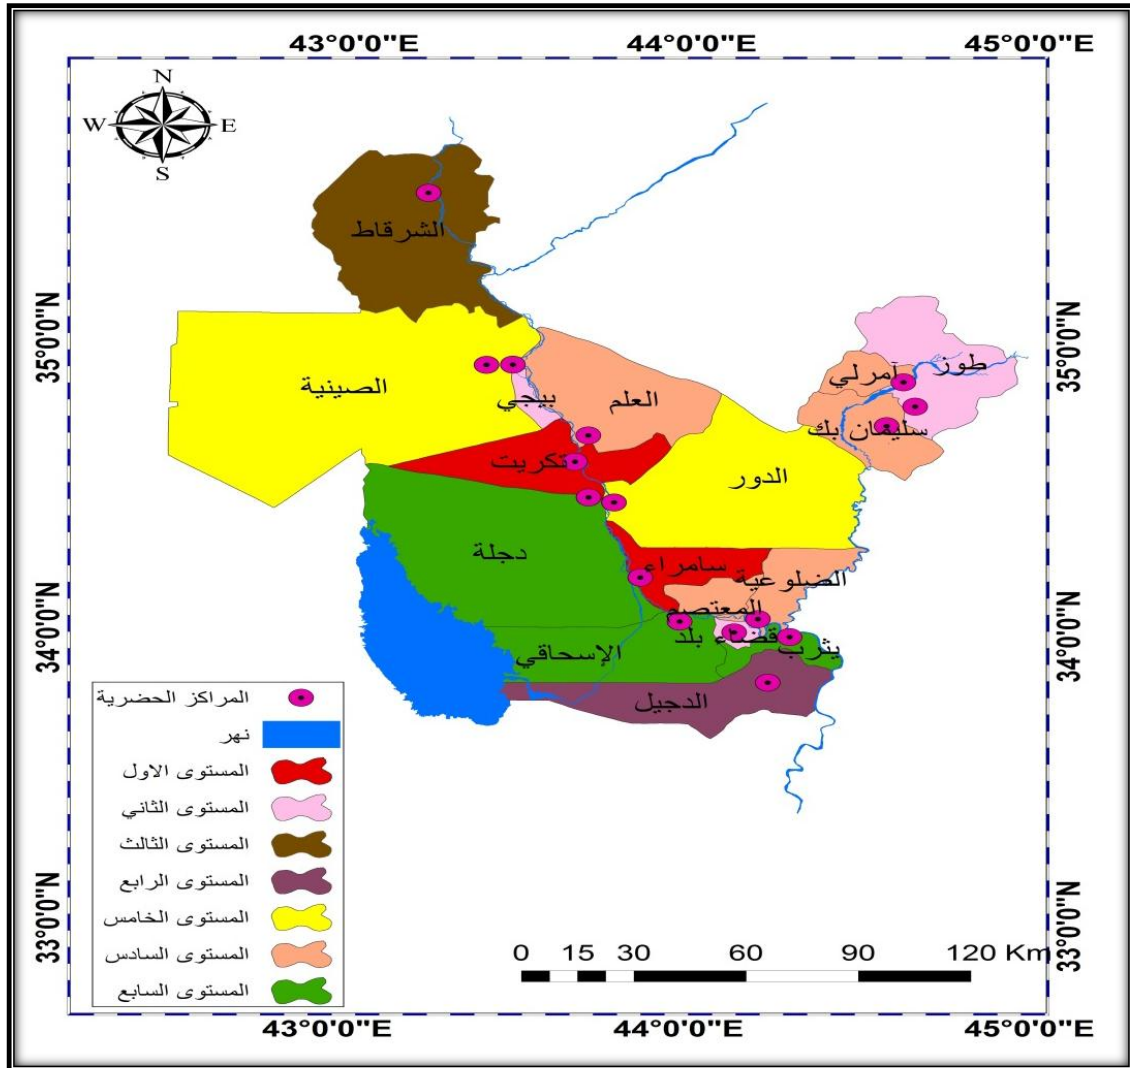 43°0'0"E 44°0'0"E 45°0'0"E
N
W E
S
35°0'0"N 35°0'0"N
34°0'0"N 34°0'0"N
33°0'0"N 33°0'0"N
الشرقاط
الصينية
بيجي
العلم
آمرلي
طوز
سليمان بك
تكريت
الدور
دجلة
سامراء
الضلوعية
المعتصم
قضاء بلد
يثرب
الإسحاقي
الدجيل
المراكز الحضرية
نهر
المستوى الاول
المستوى الثاني
المستوى الثالث
المستوى الرابع
المستوى الخامس
المستوى السادس
المستوى السابع
0 15 30 60 90 120 Km
43°0'0"E 44°0'0"E 45°0'0"E